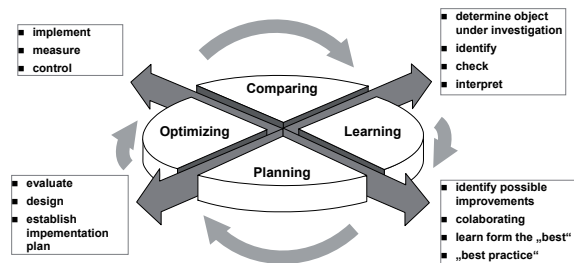 implement
measure
control
determine object
under investigation
identify
check
interpret
Comparing
Optimizing
Learning
Planning
evaluate
design
establish
impementation
plan
identify possible
improvements
colaborating
learn form the „best“
„best practice“